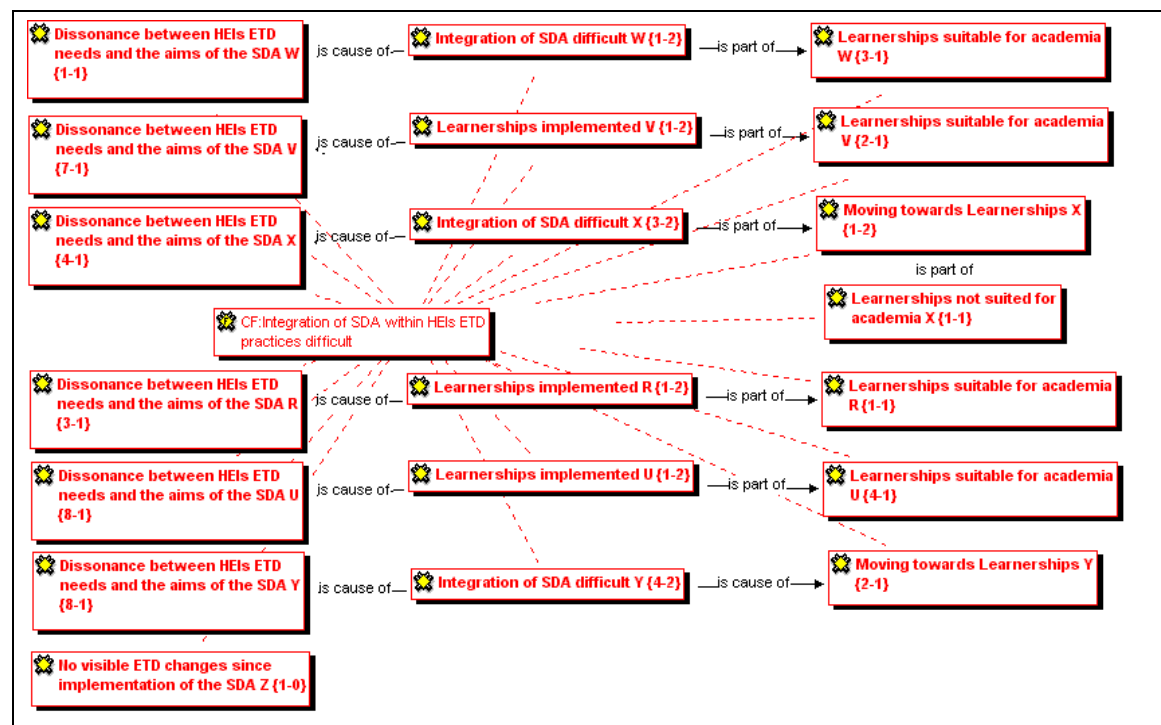 Dissonance between HEIs ETD
needs and the aims of the SDA W
{1-1}
is cause of
Integration of SDA difficult W {1-2}
is part of
Learnerships suitable for academia
W {3-1}
Dissonance between HEIs ETD
needs and the aims of the SDA V
{7-1}
is cause of
Learnerships implemented V {1-2}
is part of
Learnerships suitable for academia
V {2-1}
Dissonance between HEIs ETD
needs and the aims of the SDA X
{4-1}
is cause of
Integration of SDA difficult X {3-2}
is part of
Moving towards Learnerships X
{1-2}
is part of
Learnerships not suited for
academia X {1-1}
CF:Integration of SDA within HEIs ETD
practices difficult
Dissonance between HEIs ETD
needs and the aims of the SDA R
{3-1}
is cause of
Learnerships implemented R {1-2}
is part of
Learnerships suitable for academia
R {1-1}
Dissonance between HEIs ETD
needs and the aims of the SDA U
{8-1}
is cause of
Learnerships implemented U {1-2}
is part of
Learnerships suitable for academia
U {4-1}
Dissonance between HEIs ETD
needs and the aims of the SDA Y
{8-1}
is cause of
Integration of SDA difficult Y {4-2}
is cause of
Moving towards Learnerships Y
{2-1}
No visible ETD changes since
implementation of the SDA Z {1-0}